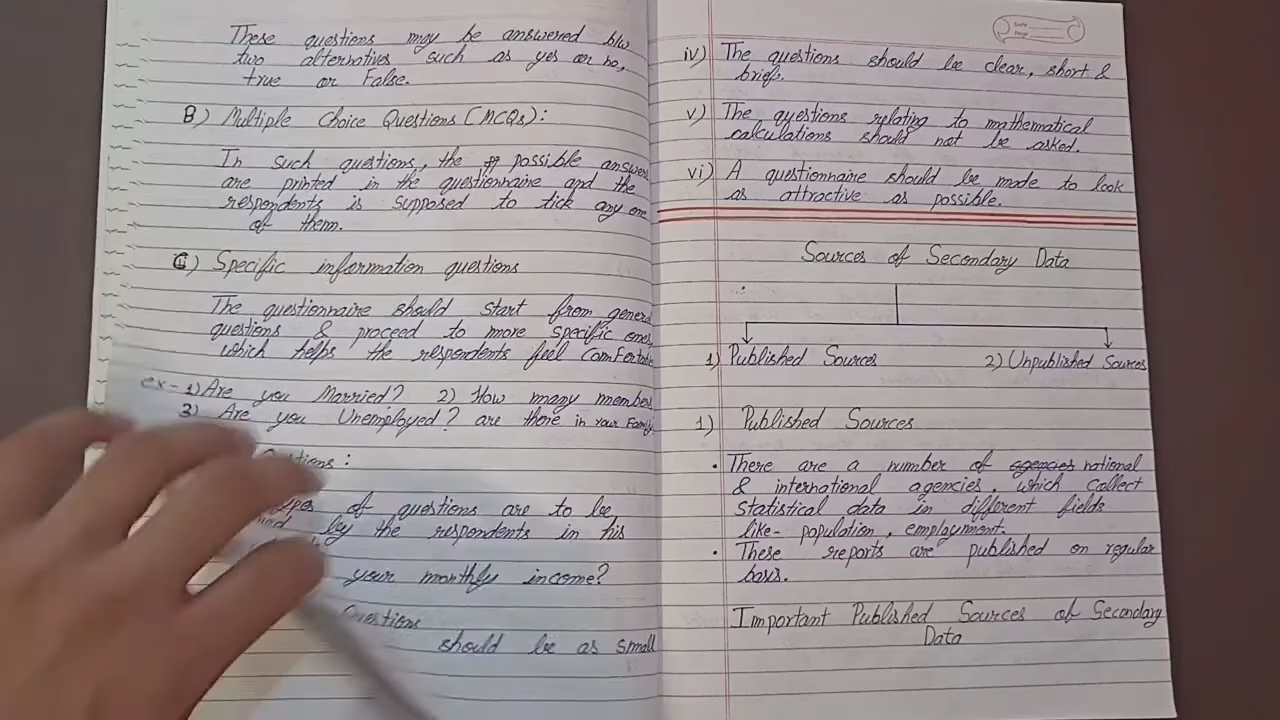 These questions may be answered b/w
two alternatives such as yes or no,
true or False.
B) Multiple Choice Questions (MCQs):
In such questions, the possible answers
are printed in the questionnaire and the
respondents is supposed to tick any one
of them.
C) Specific information questions
The questionnaire should start from general
questions & proceed to more specific ones,
which helps the respondents feel comfortable
ex- 1) Are you Married? 2) How many members
3) Are you Unemployed? are there in your Family
of questions are to be
by the respondents in his
your monthly income?
Questions
should be as small
iv) The questions should be clear, short &
brief.
v) The questions relating to mathematical
calculations should not be asked.
vi) A questionnaire should be made to look
as attractive as possible.
Sources of Secondary Data
1) Published Sources
2) Unpublished Sources
1) Published Sources
• There are a number of agencies national
& international agencies, which collect
statistical data in different fields
like- population, employment.
• These reports are published on regular
basis.
Important Published Sources of Secondary
Data